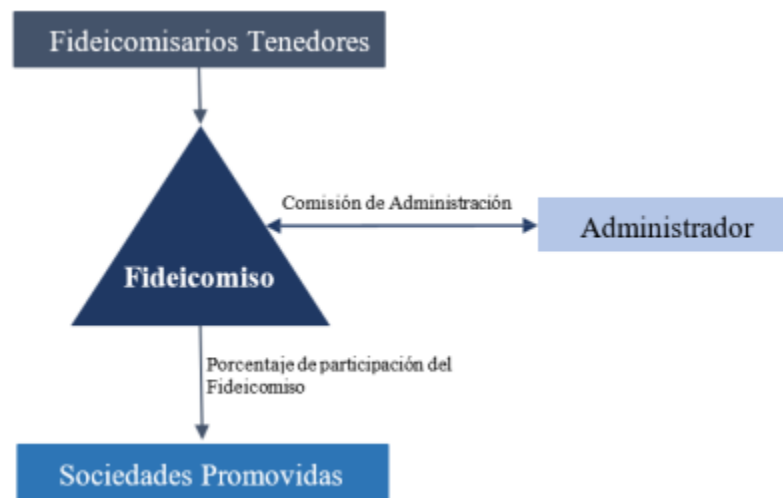 Fideicomisarios Tenedores
Comisión de Administración
Administrador
Fideicomiso
Porcentaje de participación del
Fideicomiso
Sociedades Promovidas